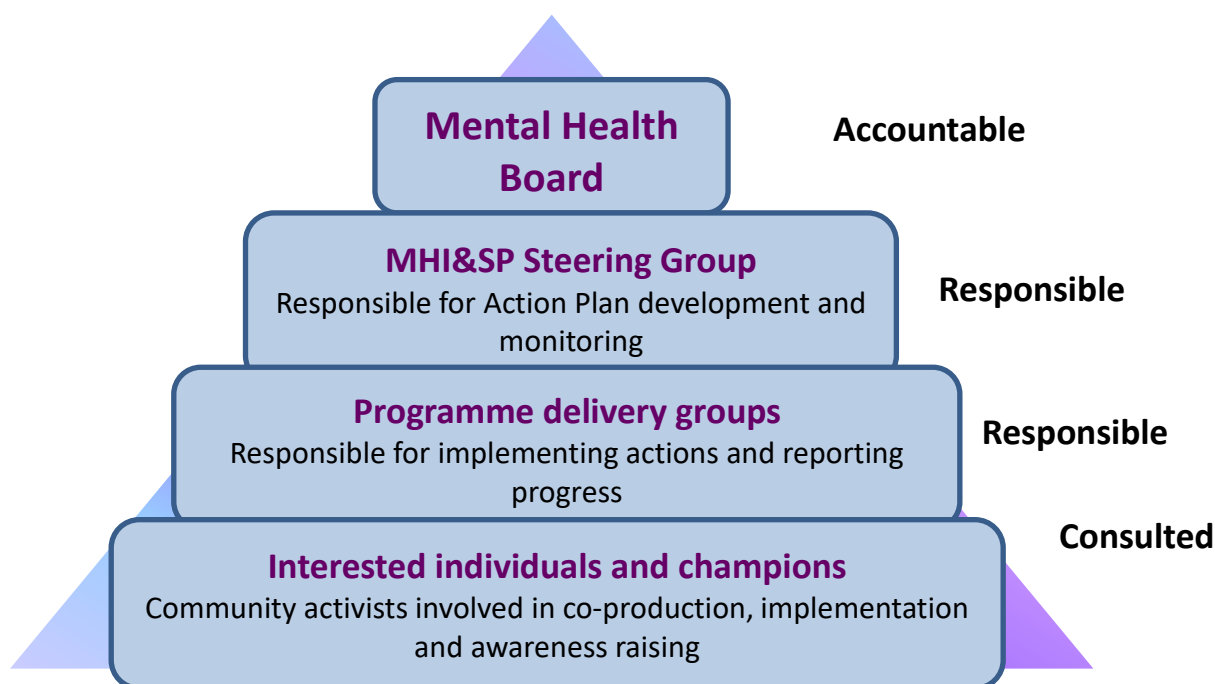 Mental Health
Board
Accountable
MHI&SP Steering Group
Responsible for Action Plan development and
monitoring
Responsible
Programme delivery groups
Responsible for implementing actions and reporting
progress
Responsible
Interested individuals and champions
Community activists involved in co-production, implementation
and awareness raising
Consulted